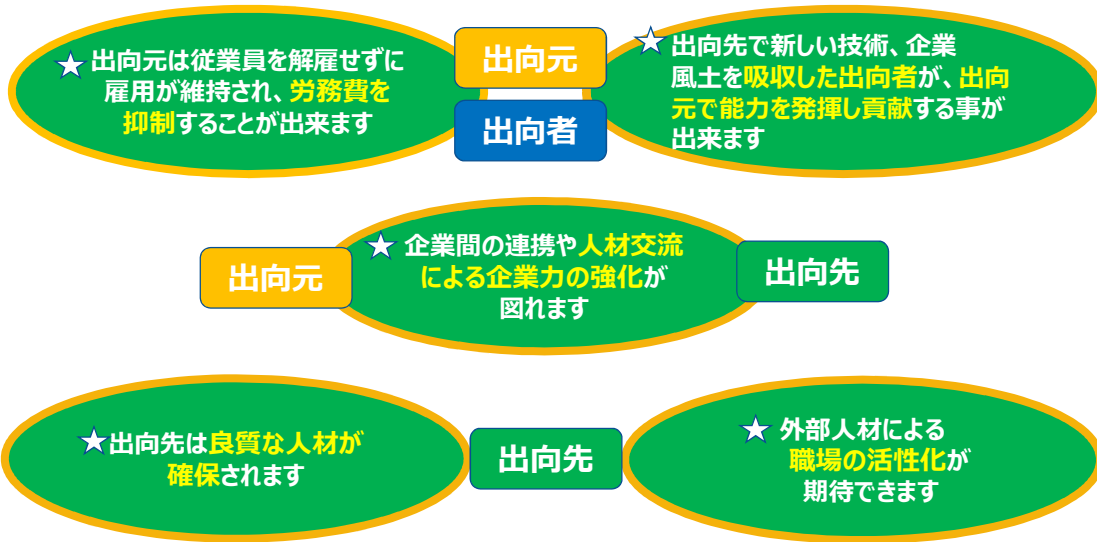 ★ 出向元は従業員を解雇せずに
雇用が維持され、労務費を
抑制することが出来ます
出向元
出向者
★ 出向先で新しい技術、企業
風土を吸収した出向者が、出向
元で能力を発揮し貢献する事が
出来ます
出向元
★ 企業間の連携や人材交流
による企業力の強化が
図れます
出向先
★出向先は良質な人材が
確保されます
出向先
★ 外部人材による
職場の活性化が
期待できます